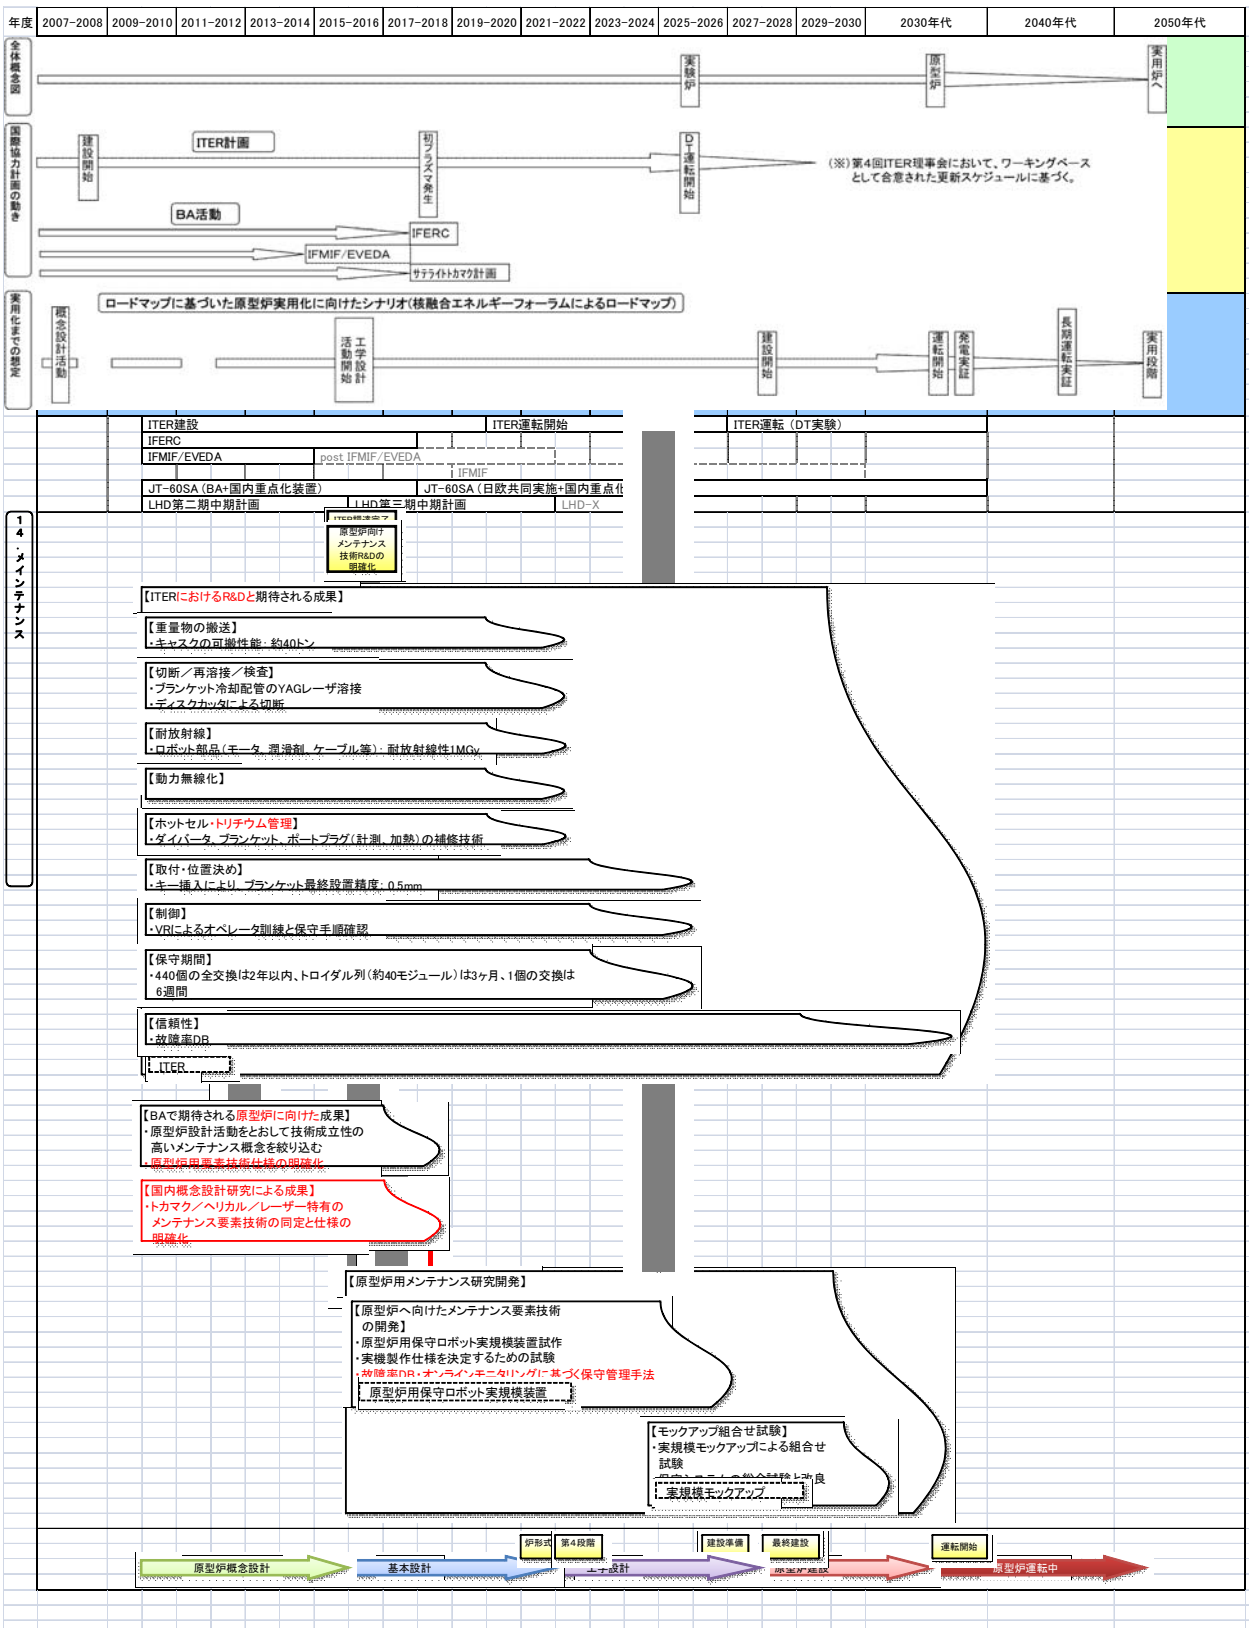 年度 2007-2008 2009-2010 2011-2012 2013-2014 2015-2016 2017-2018 2019-2020 2021-2022 2023-2024 2025-2026 2027-2028 2029-2030 2030年代 2040年代 2050年代
全体概念図
実験炉
原型炉
実用炉へ
国際協力計画の動き
建設開始
ITER計画
初プラズマ発生
DT運転開始
(※)第4回ITER理事会において、ワーキングベース
として合意された更新スケジュールに基づく。
BA活動
IFERC
IFMIF/EVEDA
サテライトトカマク計画
実用化までの想定
ロードマップに基づいた原型炉実用化に向けたシナリオ(核融合エネルギーフォーラムによるロードマップ)
概念設計活動
工学設計
活動開始
建設開始
運転開始
発電実証
長期運転実証
実用段階
ITER建設 ITER運転開始 ITER運転（DT実験）
IFERC
IFMIF/EVEDA post IFMIF/EVEDA
IFMIF
JT-60SA（BA+国内重点化装置） JT-60SA（日欧共同実施+国内重点化
LHD第二期中期計画 LHD第三期中期計画 LHD-X
14．メインテナンス
ITER調達完了
原型炉向け
メンテナンス
技術R&Dの
明確化
【ITERにおけるR&Dと期待される成果】
【重量物の搬送】
・キャスクの可搬性能：約40トン
【切断／再溶接／検査】
・ブランケット冷却配管のYAGレーザ溶接
・ディスクカッタによる切断
【耐放射線】
・ロボット部品（モータ、潤滑剤、ケーブル等）：耐放射線性1MGy
【動力無線化】
【ホットセル・トリチウム管理】
・ダイバータ、ブランケット、ポートプラグ（計測、加熱）の補修技術
【取付・位置決め】
・キー挿入により、ブランケット最終設置精度：0.5mm
【制御】
・VRによるオペレータ訓練と保守手順確認
【保守期間】
・440個の全交換は2年以内、トロイダル列（約40モジュール）は3ヶ月、1個の交換は
6週間
【信頼性】
・故障率DB
ITER
【BAで期待される原型炉に向けた成果】
・原型炉設計活動をとおして技術成立性の
高いメンテナンス概念を絞り込む
・原型炉用要素技術仕様の明確化
【国内概念設計研究による成果】
・トカマク／ヘリカル／レーザー特有の
メンテナンス要素技術の同定と仕様の
明確化
【原型炉用メンテナンス研究開発】
【原型炉へ向けたメンテナンス要素技術
の開発】
・原型炉用保守ロボット実規模装置試作
・実機製作仕様を決定するための試験
・故障率DB・オンラインモニタリングに基づく保守管理手法
原型炉用保守ロボット実規模装置
【モックアップ組合せ試験】
・実規模モックアップによる組合せ
試験
・保守システムの総合試験と改良
実規模モックアップ
炉形式 第4段階 建設準備 最終建設 運転開始
原型炉概念設計 基本設計 工学設計 原型炉建設 原型炉運転中